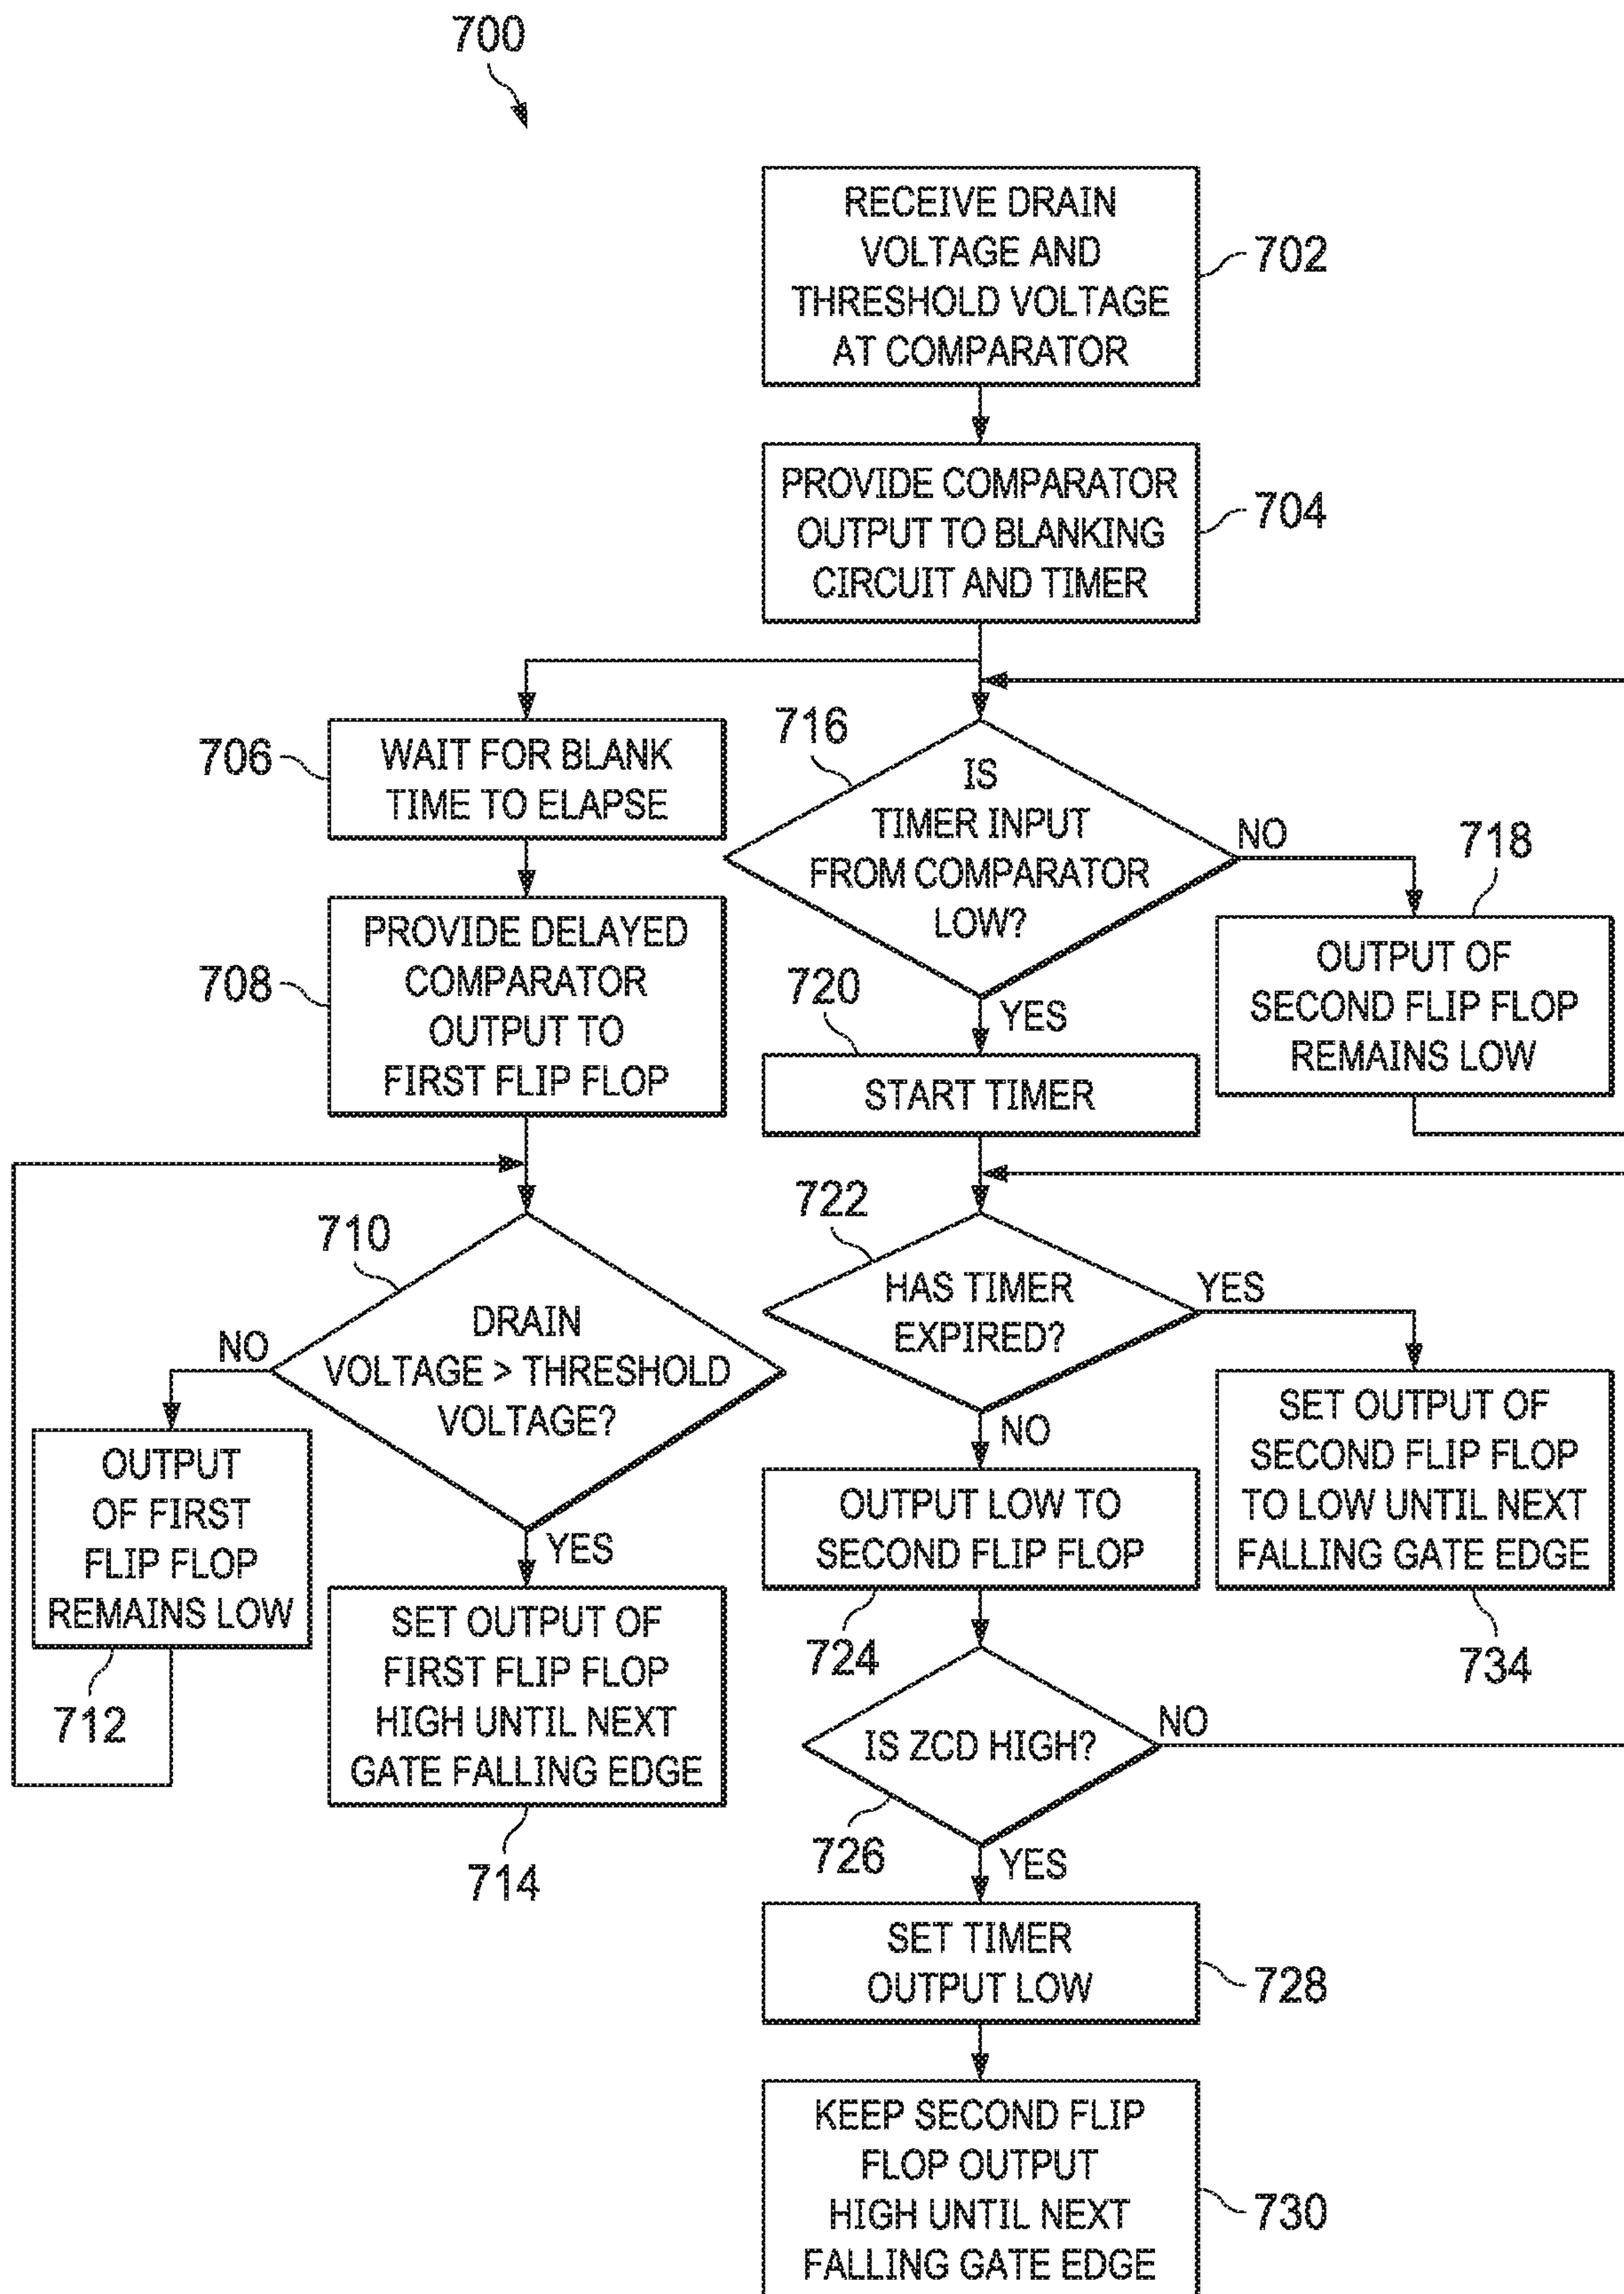 700
RECEIVE DRAIN
VOLTAGE AND
THRESHOLD VOLTAGE
AT COMPARATOR
702
PROVIDE COMPARATOR
OUTPUT TO BLANKING
CIRCUIT AND TIMER
704
706
WAIT FOR BLANK
TIME TO ELAPSE
716
IS
TIMER INPUT
FROM COMPARATOR
LOW?
NO
YES
718
OUTPUT OF
SECOND FLIP FLOP
REMAINS LOW
708
PROVIDE DELAYED
COMPARATOR
OUTPUT TO
FIRST FLIP FLOP
720
START TIMER
710
DRAIN
VOLTAGE > THRESHOLD
VOLTAGE?
NO
YES
722
HAS TIMER
EXPIRED?
YES
NO
OUTPUT
OF FIRST
FLIP FLOP
REMAINS LOW
712
SET OUTPUT OF
FIRST FLIP FLOP
HIGH UNTIL NEXT
GATE FALLING EDGE
714
OUTPUT LOW TO
SECOND FLIP FLOP
724
SET OUTPUT OF
SECOND FLIP FLOP
TO LOW UNTIL NEXT
FALLING GATE EDGE
734
IS ZCD HIGH?
NO
726
YES
SET TIMER
OUTPUT LOW
728
KEEP SECOND FLIP
FLOP OUTPUT
HIGH UNTIL NEXT
FALLING GATE EDGE
730